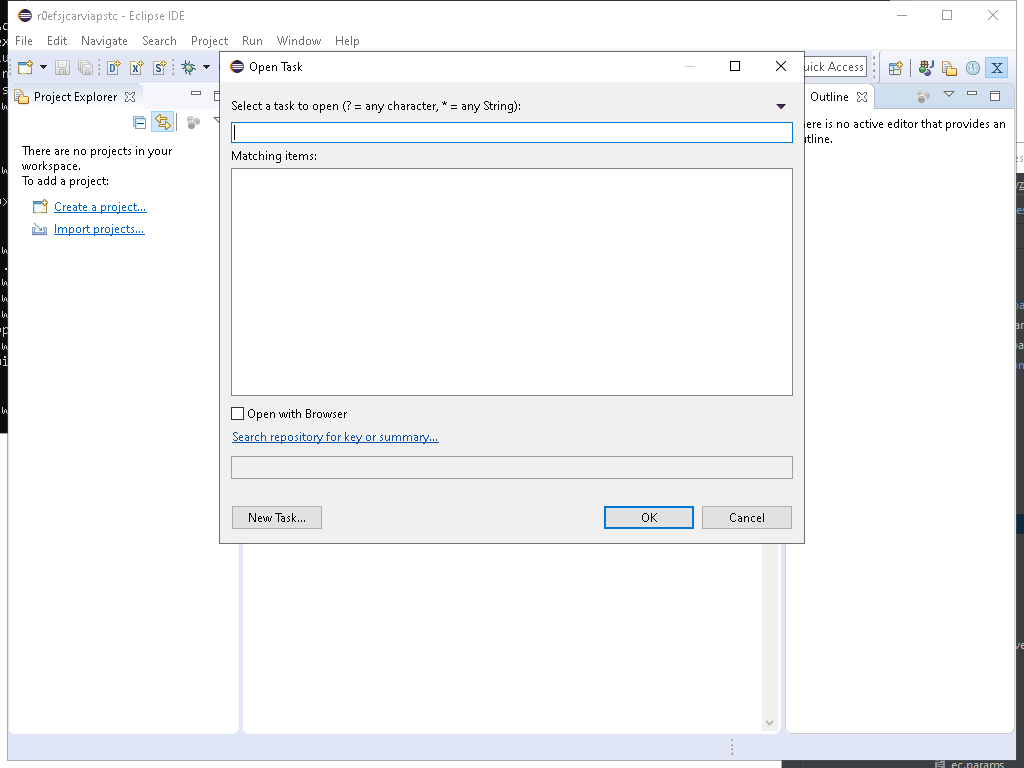 r0efsjcarviapstc - Eclipse IDE
File Edit Navigate Search Project Run Window Help
Open Task
uick Access
Project Explorer
Select a task to open (? = any character, * = any String):
Outline
Matching items:
ere is no active editor that provides an
utline.
There are no projects in your
workspace.
To add a project:
Create a project...
Import projects...
Open with Browser
Search repository for key or summary...
New Task...
OK
Cancel
ec.params